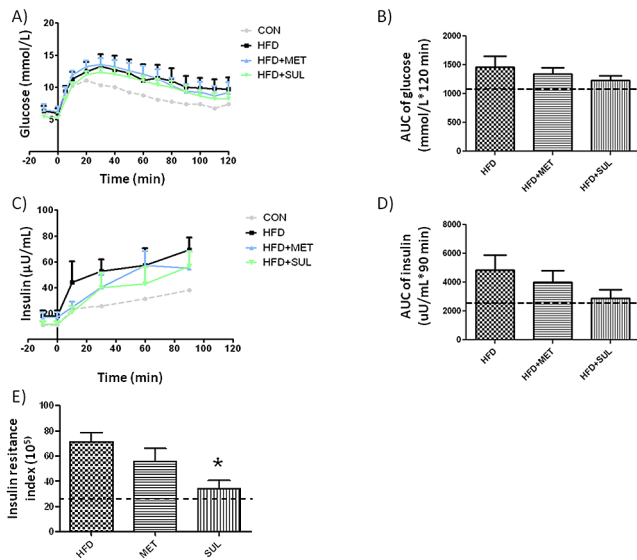 A)
Glucose (mmol/L)
20
15
10
5
-20 0 20 40 60 80 100 120
Time (min)
CON
HFD
HFD+MET
HFD+SUL
B)
AUC of glucose
(mmol/L*120 min)
2000
1500
1000
500
0
HFD
HFD+MET
HFD+SUL
C)
Insulin (µU/mL)
100
80
60
40
20
-20 0 20 40 60 80 100 120
Time (min)
CON
HFD
HFD+MET
HFD+SUL
D)
AUC of insulin
(uU/mL*90 min)
8000
6000
4000
2000
0
HFD
HFD+MET
HFD+SUL
E)
Insulin resitance
index (10⁵)
100
80
60
40
20
0
*
HFD
MET
SUL